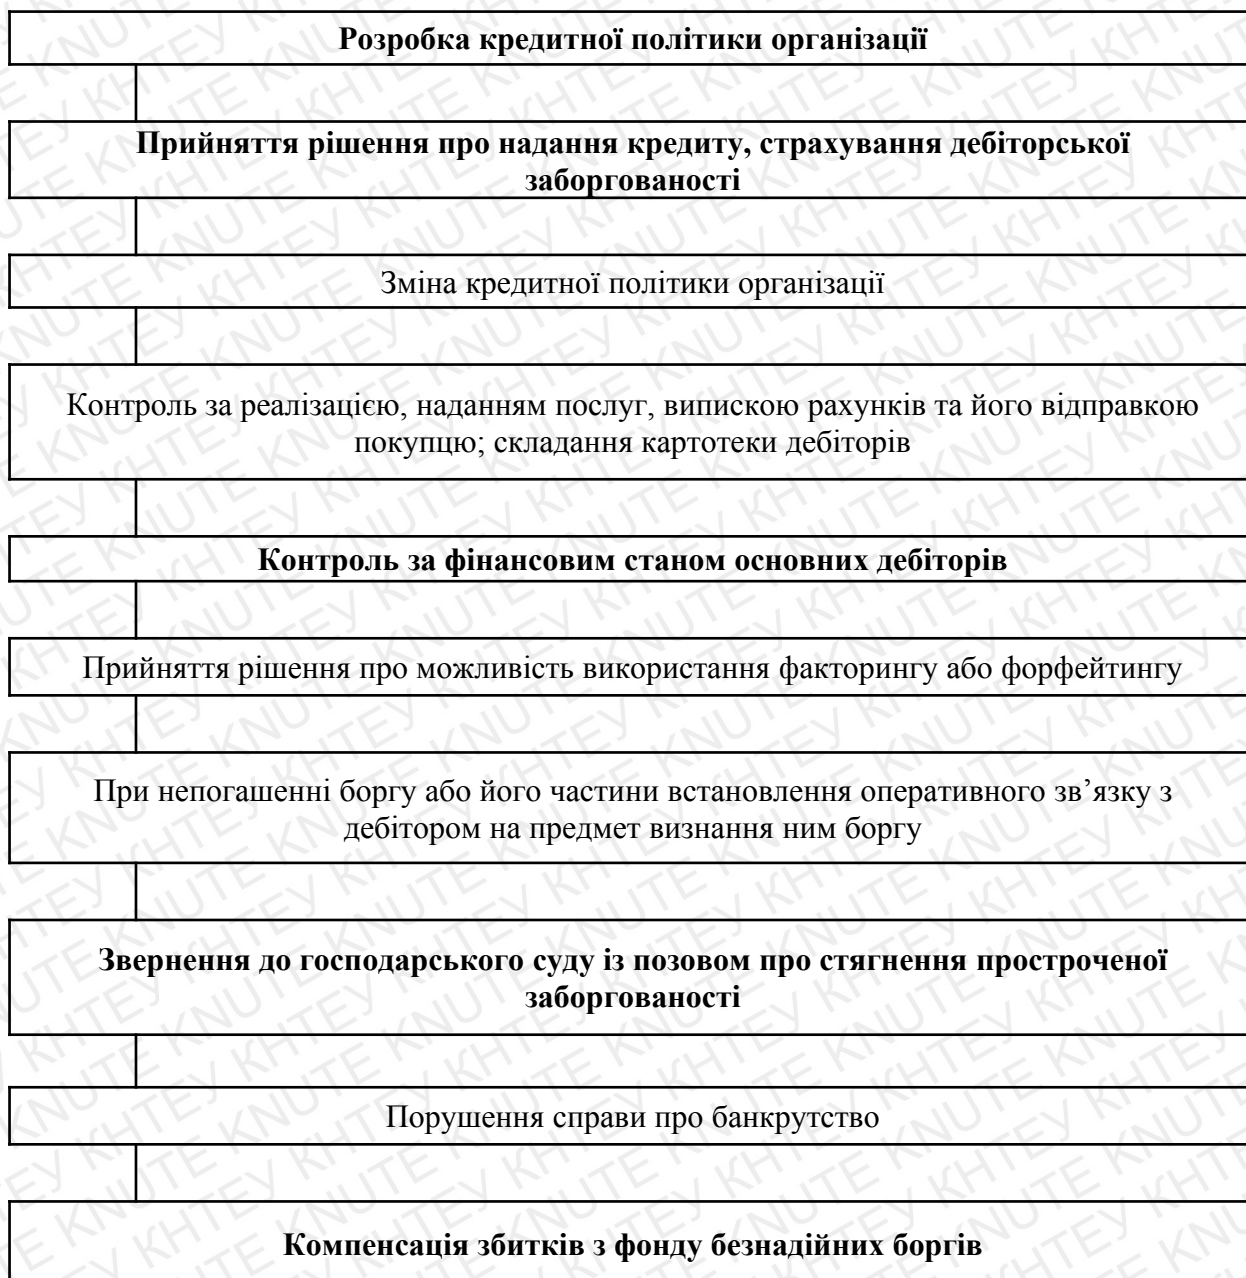 Розробка кредитної політики організації
Прийняття рішення про надання кредиту, страхування дебіторської
заборгованості
Зміна кредитної політики організації
Контроль за реалізацією, наданням послуг, випискою рахунків та його відправкою
покупцю; складання картотеки дебіторів
Контроль за фінансовим станом основних дебіторів
Прийняття рішення про можливість використання факторингу або форфейтингу
При непогашенні боргу або його частини встановлення оперативного зв’язку з
дебітором на предмет визнання ним боргу
Звернення до господарського суду із позовом про стягнення простроченої
заборгованості
Порушення справи про банкрутство
Компенсація збитків з фонду безнадійних боргів